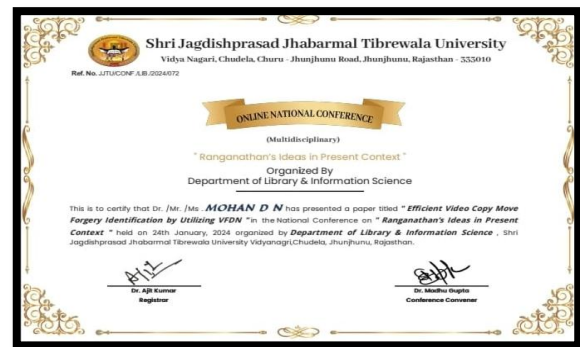 Shri Jagdishprasad Jhabarmal Tibrewala University
Vidya Nagari, Chudela, Churu - Jhunjhunu Road, Jhunjhunu, Rajasthan - 333010
Ref. No. JJTU/CONF /LIB /2024/072
ONLINE NATIONAL CONFERENCE
(Multidisciplinary)
" Ranganathan's Ideas in Present Context "
Organized By
Department of Library & Information Science
This is to certify that Dr. /Mr. /Ms .MOHAN D N has presented a paper titled " Efficient Video Copy Move
Forgery Identification by Utilizing VFDN "in the National Conference on " Ranganathan's Ideas in Present
Context " held on 24th January, 2024 organized by Department of Library & Information Science , Shri
Jagdishprasad Jhabarmal Tibrewala University Vidyanagri,Chudela, Jhunjhunu, Rajasthan.
Dr. Ajit Kumar
Dr. Madhu Gupta
Registrar
Conference Convener